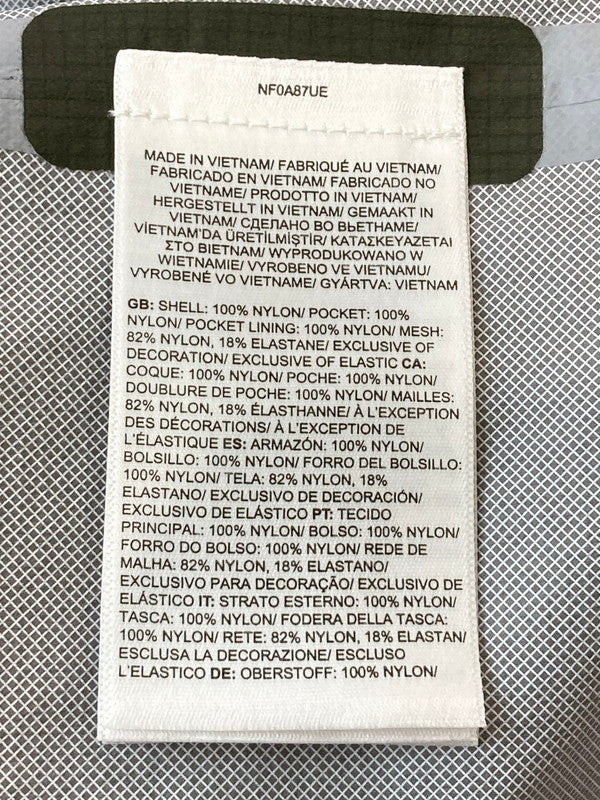 NF0A87UE
MADE IN VIETNAM/ FABRIQUÉ AU VIETNAM/
FABRICADO EN VIETNAM/ FABRICADO NO
VIETNAME/ PRODOTTO IN VIETNAM/
HERGESTELLT IN VIETNAM/ GEMAAKT IN
VIETNAM/ СДЕЛАНО ВО ВЬЕТНАМЕ/
VİETNAM'DA ÜRETİLMİŞTİR/ ΚΑΤΑΣΚΕΥΑΖΕΤΑΙ
ΣΤΟ ΒΙΕΤΝΑΜ/ WYPRODUKOWANO W
WIETNAMIE/ VYROBENO VE VIETNAMU/
VYROBENÉ VO VIETNAME/ GYÁRTVA: VIETNAM
GB: SHELL: 100% NYLON/ POCKET: 100%
NYLON/ POCKET LINING: 100% NYLON/ MESH:
82% NYLON, 18% ELASTANE/ EXCLUSIVE OF
DECORATION/ EXCLUSIVE OF ELASTIC CA:
COQUE: 100% NYLON/ POCHE: 100% NYLON/
DOUBLURE DE POCHE: 100% NYLON/ MAILLES:
82% NYLON, 18% ÉLASTHANNE/ À L'EXCEPTION
DES DÉCORATIONS/ À L'EXCEPTION DE
L'ÉLASTIQUE ES: ARMAZÓN: 100% NYLON/
BOLSILLO: 100% NYLON/ FORRO DEL BOLSILLO:
100% NYLON/ TELA: 82% NYLON, 18%
ELASTANO/ EXCLUSIVO DE DECORACIÓN/
EXCLUSIVO DE ELÁSTICO PT: TECIDO
PRINCIPAL: 100% NYLON/ BOLSO: 100% NYLON/
FORRO DO BOLSO: 100% NYLON/ REDE DE
MALHA: 82% NYLON, 18% ELASTANO/
EXCLUSIVO PARA DECORAÇÃO/ EXCLUSIVO DE
ELÁSTICO IT: STRATO ESTERNO: 100% NYLON/
TASCA: 100% NYLON/ FODERA DELLA TASCA:
100% NYLON/ RETE: 82% NYLON, 18% ELASTAN/
ESCLUSA LA DECORAZIONE/ ESCLUSO
L'ELASTICO DE: OBERSTOFF: 100% NYLON/